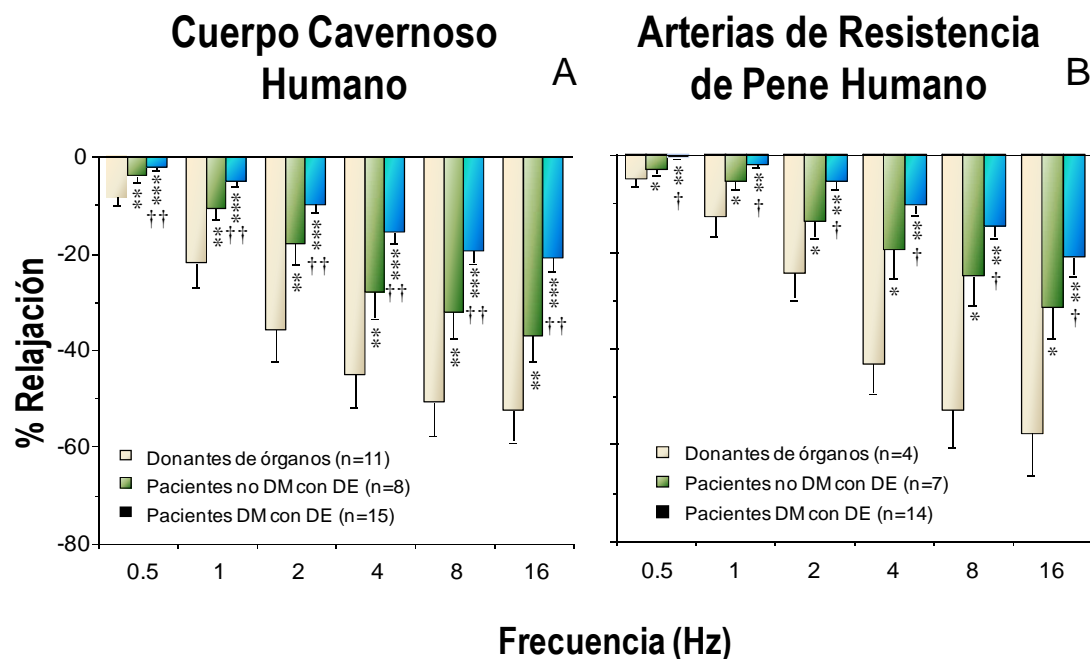 Cuerpo Cavernoso
Humano
A
Arterias de Resistencia
de Pene Humano
B
% Relajación
0
-20
-40
-60
-80
**
***
††
**
***
††
**
***
††
**
***
††
**
***
††
**
***
††
Donantes de órganos (n=11)
Pacientes no DM con DE (n=8)
Pacientes DM con DE (n=15)
0.5 1 2 4 8 16
*
**
†
*
**
†
*
**
†
*
**
†
*
**
†
*
**
†
Donantes de órganos (n=4)
Pacientes no DM con DE (n=7)
Pacientes DM con DE (n=14)
0.5 1 2 4 8 16
Frecuencia (Hz)